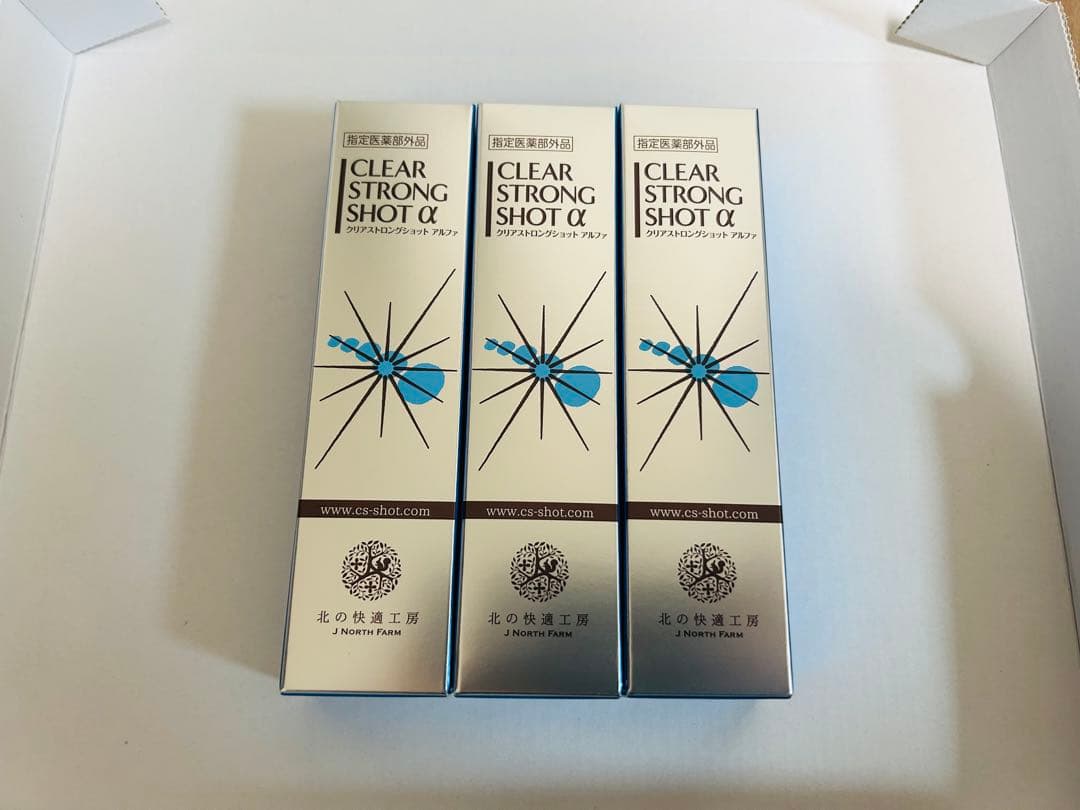 指定医薬部外品
CLEAR
STRONG
SHOT α
クリアストロングショット アルファ
www.cs-shot.com
北の快適工房
J NORTH FARM
指定医薬部外品
CLEAR
STRONG
SHOT α
クリアストロングショット アルファ
www.cs-shot.com
北の快適工房
J NORTH FARM
指定医薬部外品
CLEAR
STRONG
SHOT α
クリアストロングショット アルファ
www.cs-shot.com
北の快適工房
J NORTH FARM